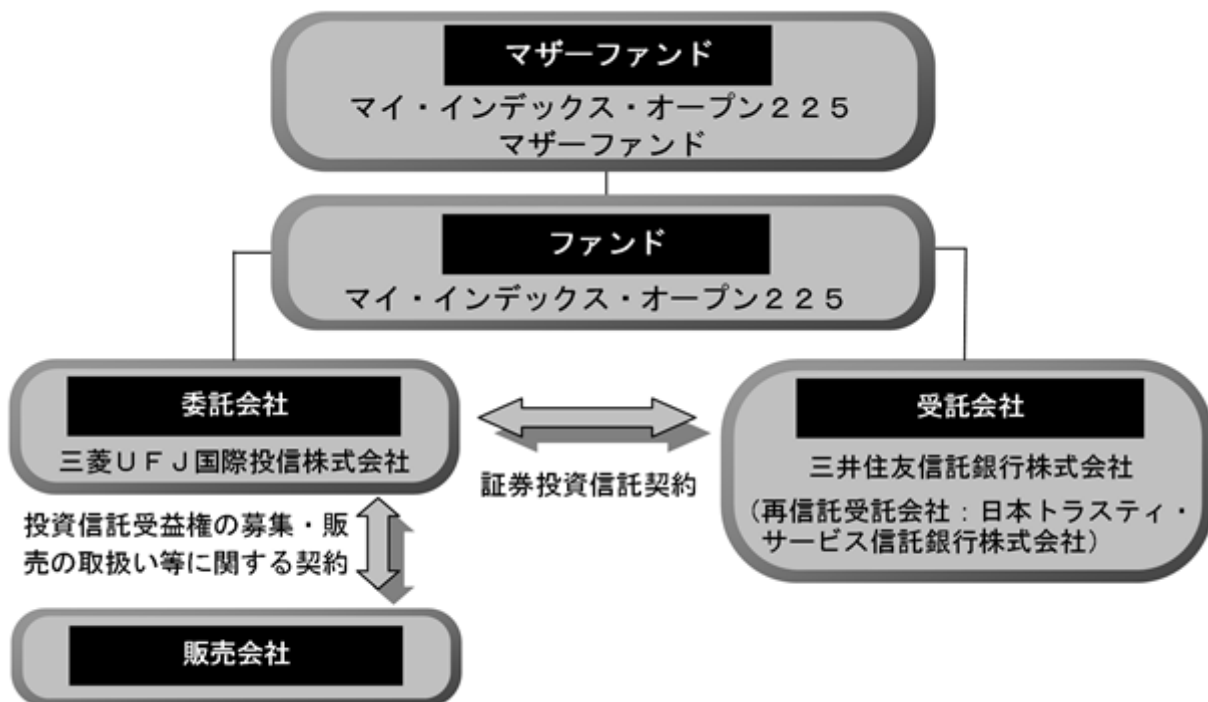 マザーファンド
マイ・インデックス・オープン２２５
マザーファンド
ファンド
マイ・インデックス・オープン２２５
委託会社
三菱ＵＦＪ国際投信株式会社
証券投資信託契約
受託会社
三井住友信託銀行株式会社
（再信託受託会社：日本トラスティ・
サービス信託銀行株式会社）
投資信託受益権の募集・販
売の取扱い等に関する契約
販売会社